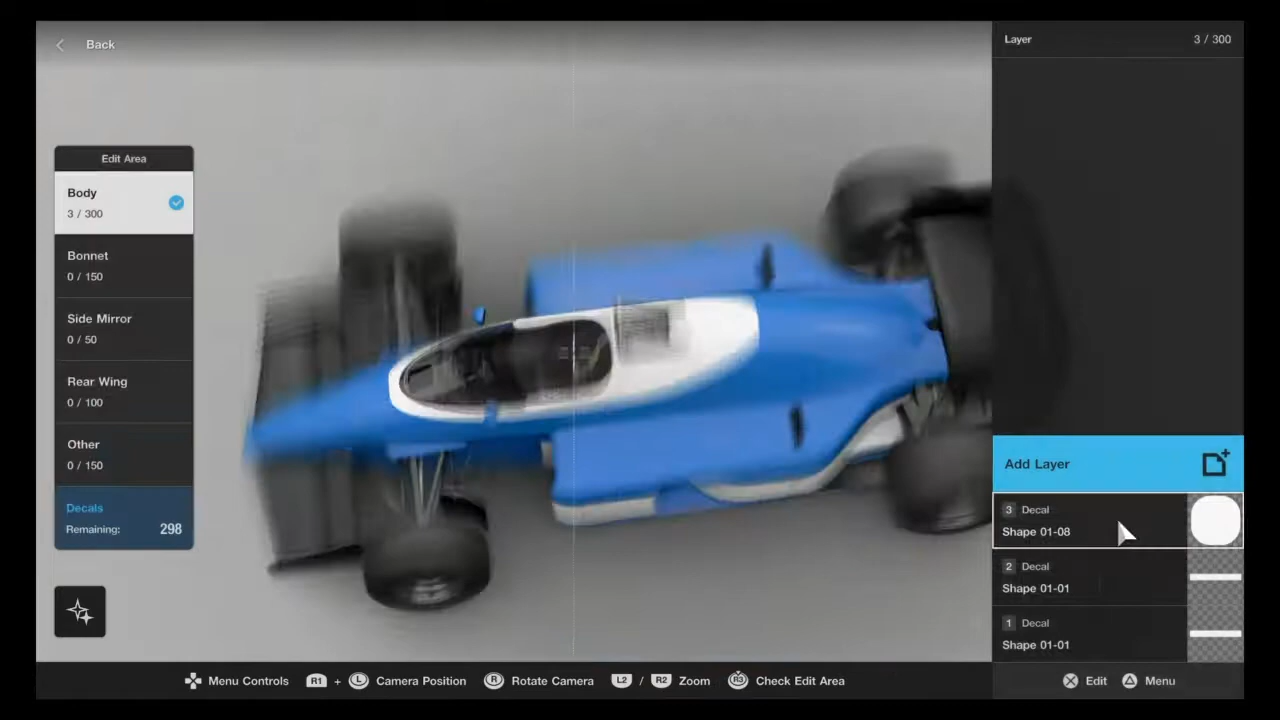 Back
Layer
3 / 300
Edit Area
Body
3 / 300
Bonnet
0 / 150
Side Mirror
0 / 50
Rear Wing
0 / 100
Other
0 / 150
Decals
Remaining: 298
Add Layer
3 Decal
Shape 01-08
2 Decal
Shape 01-01
1 Decal
Shape 01-01
Menu Controls R1 + L Camera Position R Rotate Camera L2 / R2 Zoom R3 Check Edit Area
Edit Menu